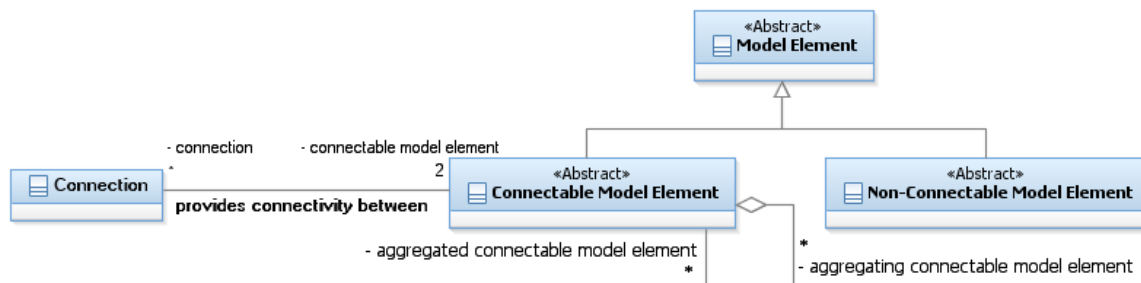 «Abstract»
Model Element
- connection
- connectable model element
*
2
«Abstract»
«Abstract»
Connection
Connectable Model Element
Non-Connectable Model Element
provides connectivity between
- aggregated connectable model element
*
*
- aggregating connectable model element